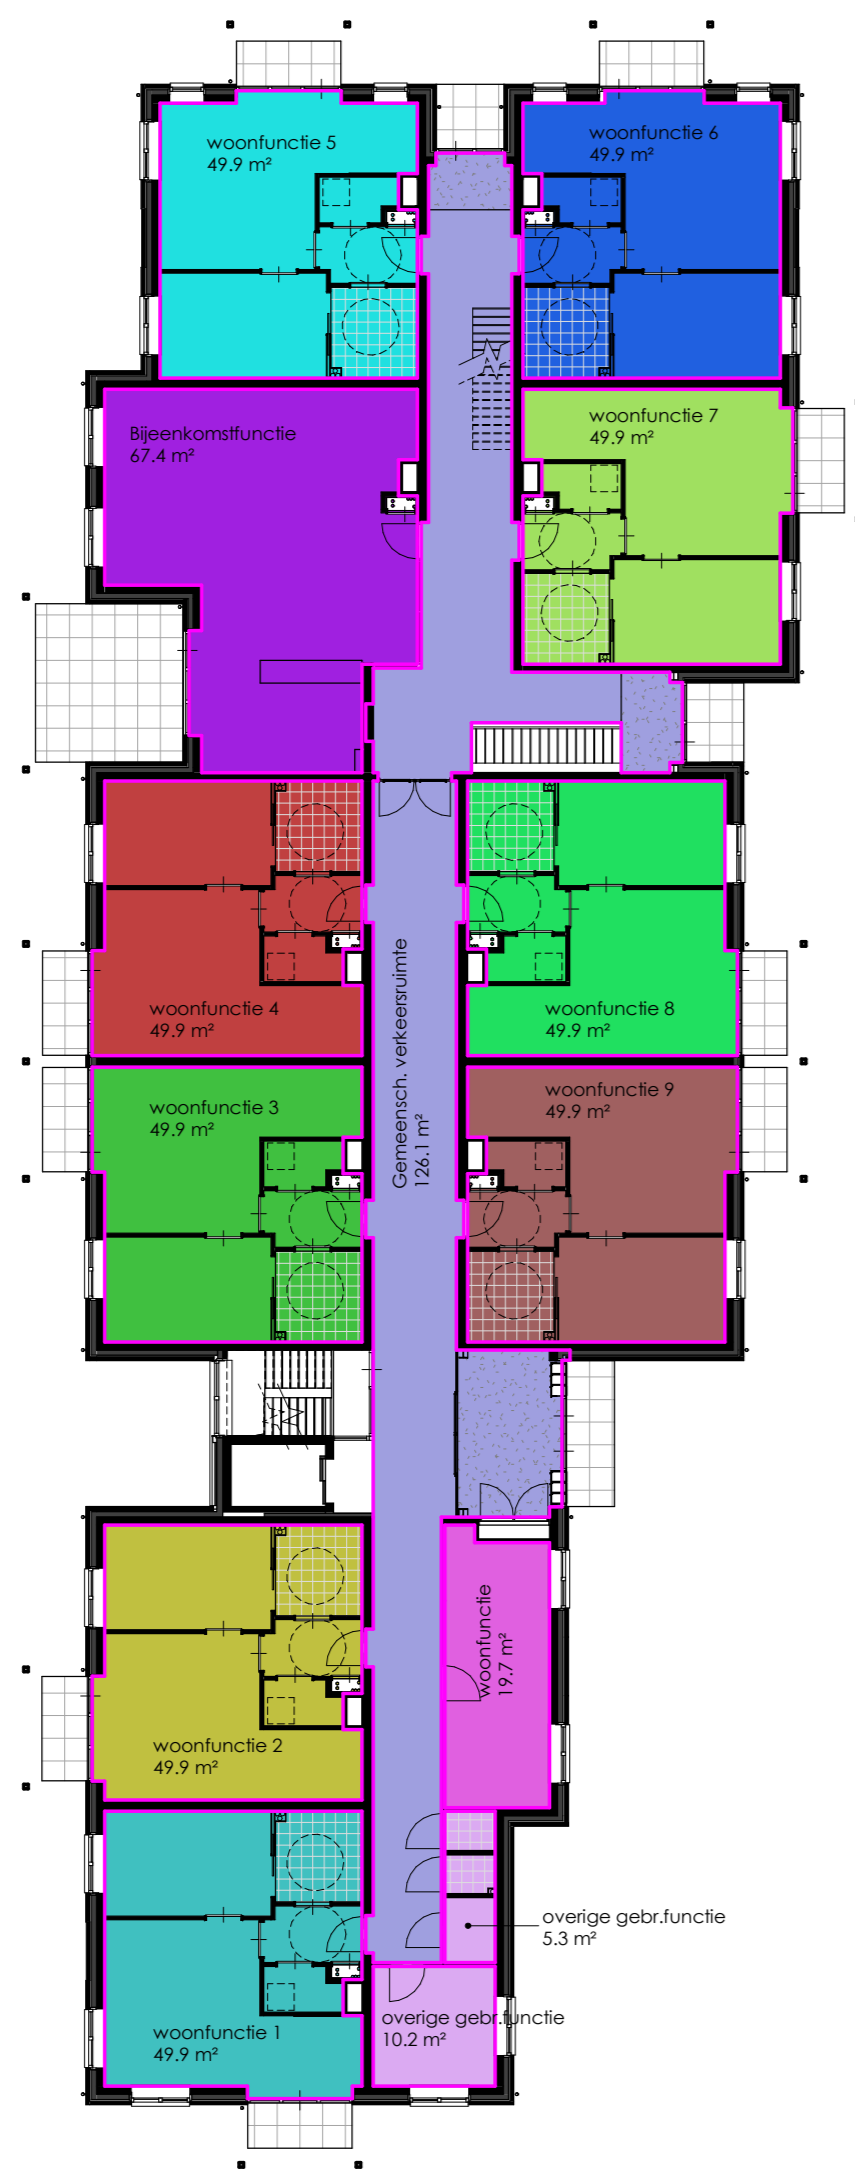 woonfunctie 5
49.9 m²
woonfunctie 6
49.9 m²
Bijeenkomstfunctie
67.4 m²
woonfunctie 7
49.9 m²
woonfunctie 4
49.9 m²
Gemeensch. verkeersruimte
126.1 m²
woonfunctie 8
49.9 m²
woonfunctie 3
49.9 m²
woonfunctie 9
49.9 m²
woonfunctie
19.7 m²
woonfunctie 2
49.9 m²
overige gebr.functie
5.3 m²
woonfunctie 1
49.9 m²
overige gebr.functie
10.2 m²